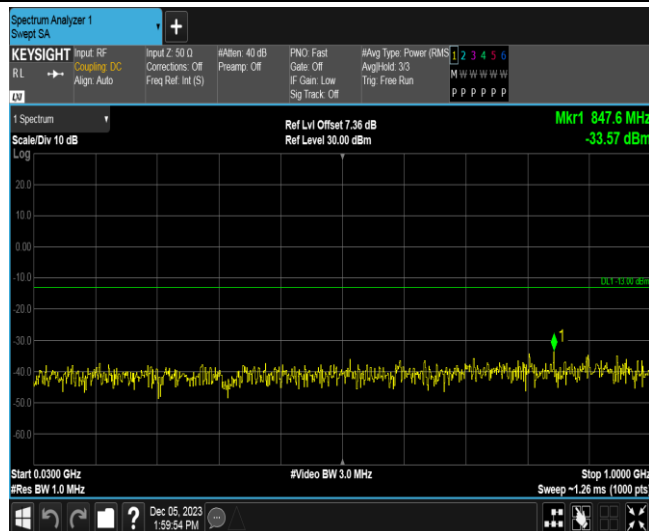 Spectrum Analyzer 1
Swept SA
+
KEYSIGHT
RL
LXI
Input: RF
Coupling: DC
Align: Auto
Input Z: 50 Ω
Corrections: Off
Freq Ref: Int (S)
#Atten: 40 dB
Preamp: Off
PNO: Fast
Gate: Off
IF Gain: Low
Sig Track: Off
#Avg Type: Power (RMS
Avg|Hold: 3/3
Trig: Free Run
1 2 3 4 5 6
M W W W W W
P P P P P P
1 Spectrum
Scale/Div 10 dB
Log
Ref Lvl Offset 7.36 dB
Ref Level 30.00 dBm
Mkr1 847.6 MHz
-33.57 dBm
20.0
10.0
0.00
-10.0
DL1 -13.00 dBm
-20.0
-30.0
1
-40.0
-50.0
-60.0
Start 0.0300 GHz
#Video BW 3.0 MHz
Stop 1.0000 GHz
#Res BW 1.0 MHz
Sweep ~1.26 ms (1000 pts)
?
Dec 05, 2023
1:59:54 PM